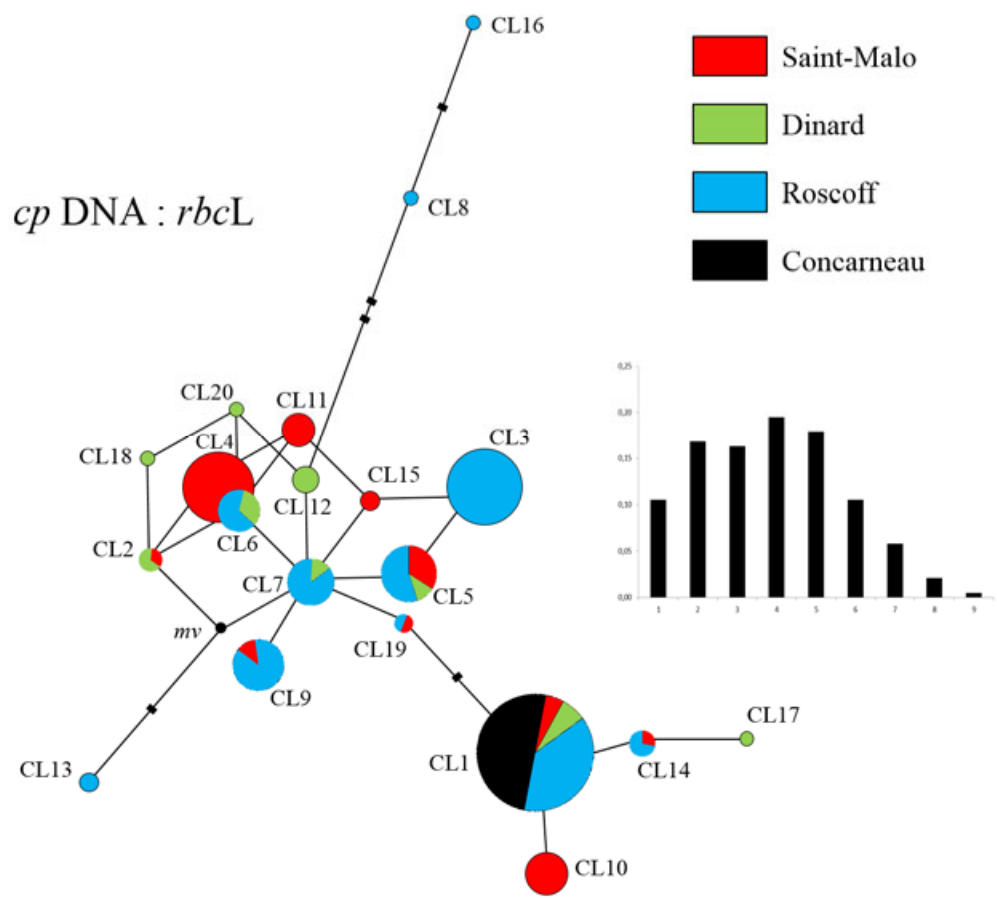 CL16
Saint-Malo
Dinard
Roscoff
Concarneau
cp DNA : rbcL
CL8
CL20
CL11
CL4
CL3
CL18
CL15
CL12
CL6
CL2
CL7
CL5
mv
CL19
CL9
CL17
CL1
CL14
CL13
CL10
0,25
0,20
0,15
0,10
0,05
0,00
1 2 3 4 5 6 7 8 9